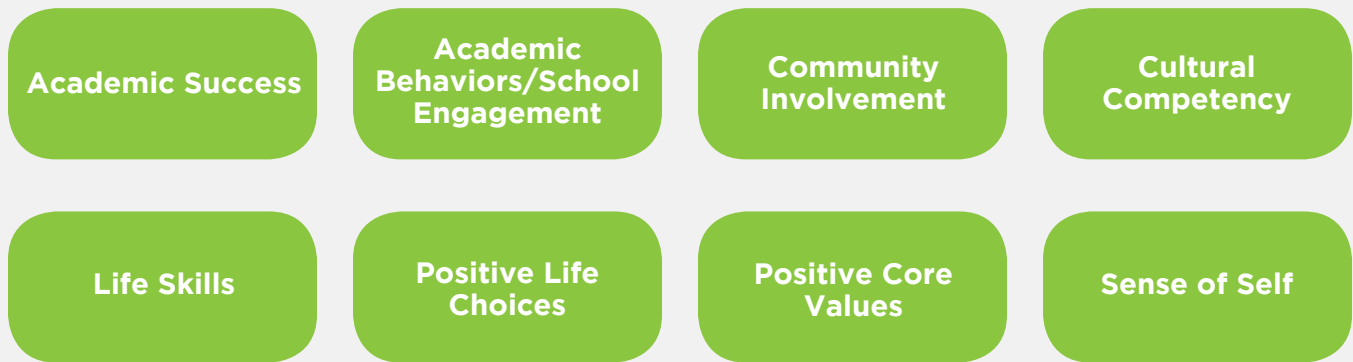 Academic Success
Academic
Behaviors/School
Engagement
Community
Involvement
Cultural
Competency
Life Skills
Positive Life
Choices
Positive Core
Values
Sense of Self